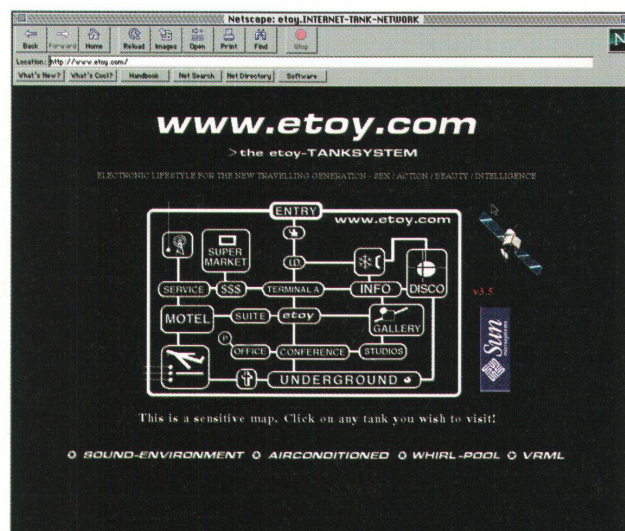 Netscape: etoy.INTERNET-TANK-NETWORK
Back Forward Home Reload Images Open Print Find Stop
N
Location: http://www.etoy.com/
What's New? What's Cool? Handbook Net Search Net Directory Software
www.etoy.com
>the etoy-TANKSYSTEM
ELECTRONIC LIFESTYLE FOR THE NEW TRAVELLING GENERATION - SEX / ACTION / BEAUTY / INTELLIGENCE
ENTRY
www.etoy.com
SUPER
MARKET
I.D.
SERVICE SSS TERMINAL A INFO DISCO
v3.5
MOTEL SUITE etoy GALLERY
P
OFFICE CONFERENCE STUDIOS
Sun
microsystems
UNDERGROUND
This is a sensitive map. Click on any tank you wish to visit!
SOUND-ENVIRONMENT AIRCONDITIONED WHIRL-POOL VRML